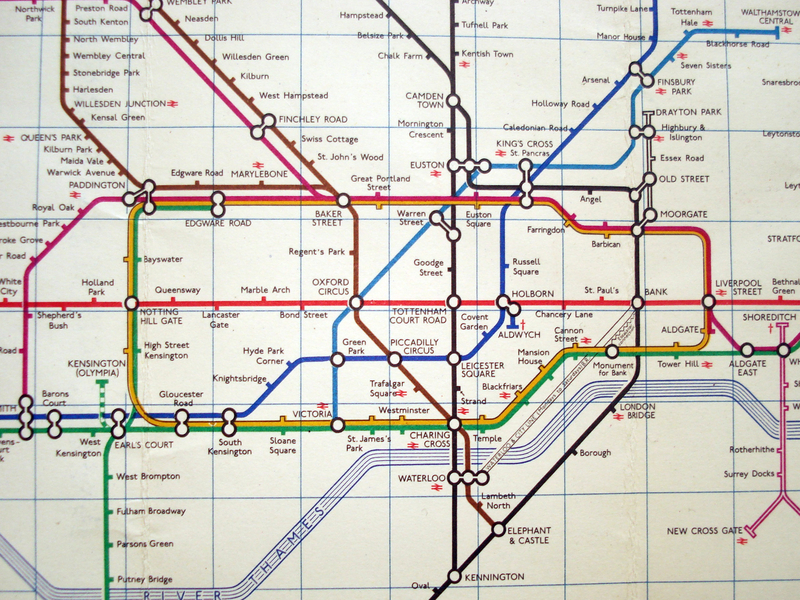 Northwick
Park
Preston Road
South Kenton
North Wembley
Wembley Central
Stonebridge Park
Harlesden
WILLESDEN JUNCTION
Kensal Green
QUEEN'S PARK
Kilburn Park
Maida Vale
Warwick Avenue
PADDINGTON
Royal Oak
WEMBLEY PARK
Neasden
Dollis Hill
Willesden Green
Kilburn
West Hampstead
FINCHLEY ROAD
Swiss Cottage
St. John's Wood
Edgware Road
MARYLEBONE
EDGWARE ROAD
BAKER
STREET
Great Portland
Street
Hampstead
Belsize Park
Chalk Farm
CAMDEN
TOWN
Mornington
Crescent
EUSTON
Archway
Tufnell Park
Kentish Town
KING'S CROSS
St. Pancras
Warren
Street
Euston
Square
Turnpike Lane
Manor House
Arsenal
Holloway Road
Caledonian Road
Tottenham
Hale
WALTHAMSTOW
CENTRAL
Blackhorse Road
Seven Sisters
FINSBURY
PARK
DRAYTON PARK
Highbury &
Islington
Essex Road
OLD STREET
MOORGATE
Angel
Farringdon
Barbican
Snaresbro
Leytons
Ley
STRATFO
estbourne Park
roke Grove
r Road
White
City
Shepherd's
Bush
Holland
Park
Road
Bayswater
Queensway
Marble Arch
NOTTING
HILL GATE
Lancaster
Gate
Bond Street
Regent's Park
OXFORD
CIRCUS
Goodge
Street
TOTTENHAM
COURT ROAD
Russell
Square
HOLBORN
Covent
Garden
ALDWYCH
Chancery Lane
St. Paul's
BANK
LIVERPOOL
STREET
Bethnal
Green
SHOREDITCH
Cannon
Street
Mansion
House
Blackfriars
Monument
for Bank
ALDGATE
Tower Hill
ALDGATE
EAST
WH
High Street
Kensington
KENSINGTON
(OLYMPIA)
Hyde Park
Corner
Knightsbridge
Green
Park
PICCADILLY
CIRCUS
LEICESTER
SQUARE
Trafalgar
Square
Strand
MITH
Barons
Court
West
Kensington
EARL'S COURT
Gloucester
Road
South
Kensington
Sloane
Square
VICTORIA
St. James's
Park
Westminster
CHARING
CROSS
Temple
WATERLOO
Lambeth
North
ELEPHANT
& CASTLE
KENNINGTON
Oval
LONDON
BRIDGE
Borough
Rotherhithe
Surrey Docks
NEW CROSS GATE
West Brompton
Fulham Broadway
Parsons Green
Putney Bridge
RIVER THAMES